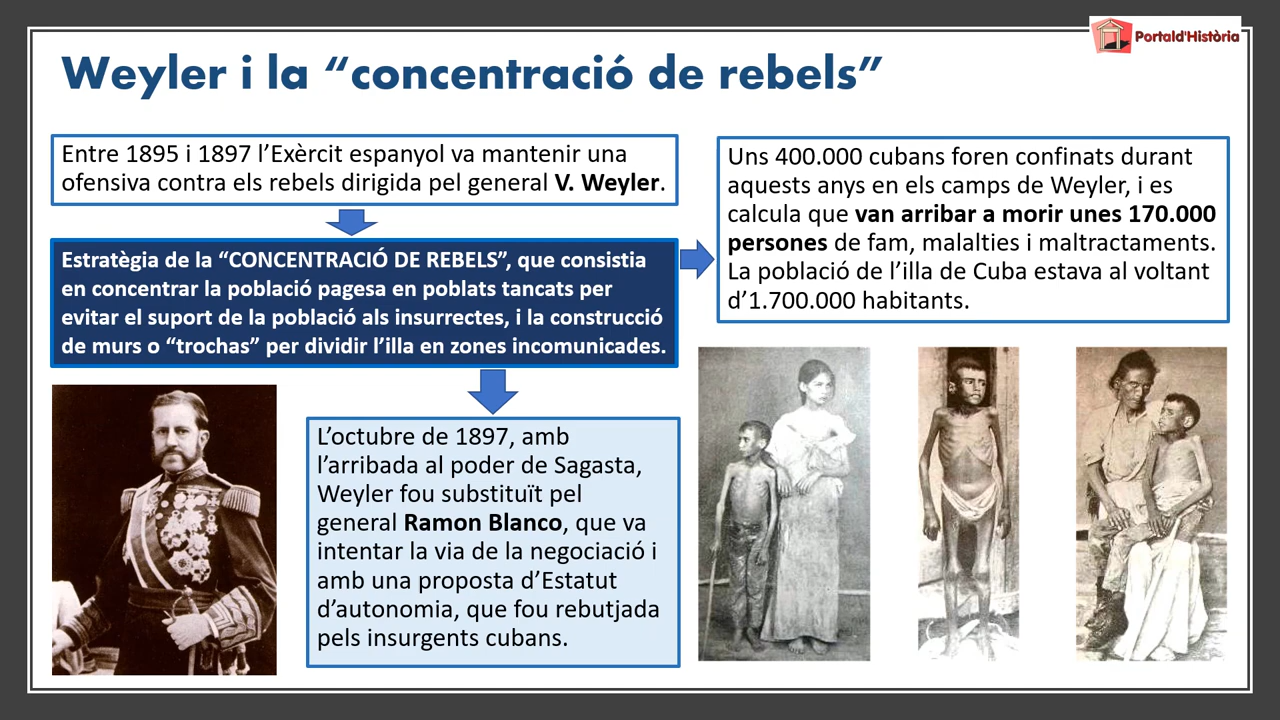 Portald'Història
Weyler i la “concentració de rebels”
Entre 1895 i 1897 l’Exèrcit espanyol va mantenir una
ofensiva contra els rebels dirigida pel general V. Weyler.
Estratègia de la “CONCENTRACIÓ DE REBELS”, que consistia
en concentrar la població pagesa en poblats tancats per
evitar el suport de la població als insurrectes, i la construcció
de murs o “trochas” per dividir l’illa en zones incomunicades.
Uns 400.000 cubans foren confinats durant
aquests anys en els camps de Weyler, i es
calcula que van arribar a morir unes 170.000
persones de fam, malalties i maltractaments.
La població de l’illa de Cuba estava al voltant
d’1.700.000 habitants.
L’octubre de 1897, amb
l’arribada al poder de Sagasta,
Weyler fou substituït pel
general Ramon Blanco, que va
intentar la via de la negociació i
amb una proposta d’Estatut
d’autonomia, que fou rebutjada
pels insurgents cubans.